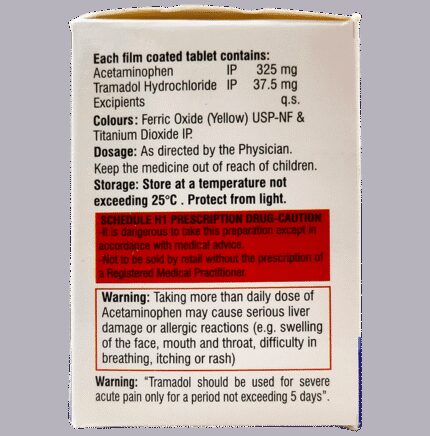 Each film coated tablet contains:
Acetaminophen IP 325 mg
Tramadol Hydrochloride IP 37.5 mg
Excipients q.s.
Colours: Ferric Oxide (Yellow) USP-NF &
Titanium Dioxide IP.
Dosage: As directed by the Physician.
Keep the medicine out of reach of children.
Storage: Store at a temperature not
exceeding 25°C . Protect from light.
SCHEDULE H1 PRESCRIPTION DRUG-CAUTION
-It is dangerous to take this preparation except in
accordance with medical advice.
-Not to be sold by retail without the prescription of
a Registered Medical Practitioner.
Warning: Taking more than daily dose of
Acetaminophen may cause serious liver
damage or allergic reactions (e.g. swelling
of the face, mouth and throat, difficulty in
breathing, itching or rash)
Warning: "Tramadol should be used for severe
acute pain only for a period not exceeding 5 days".